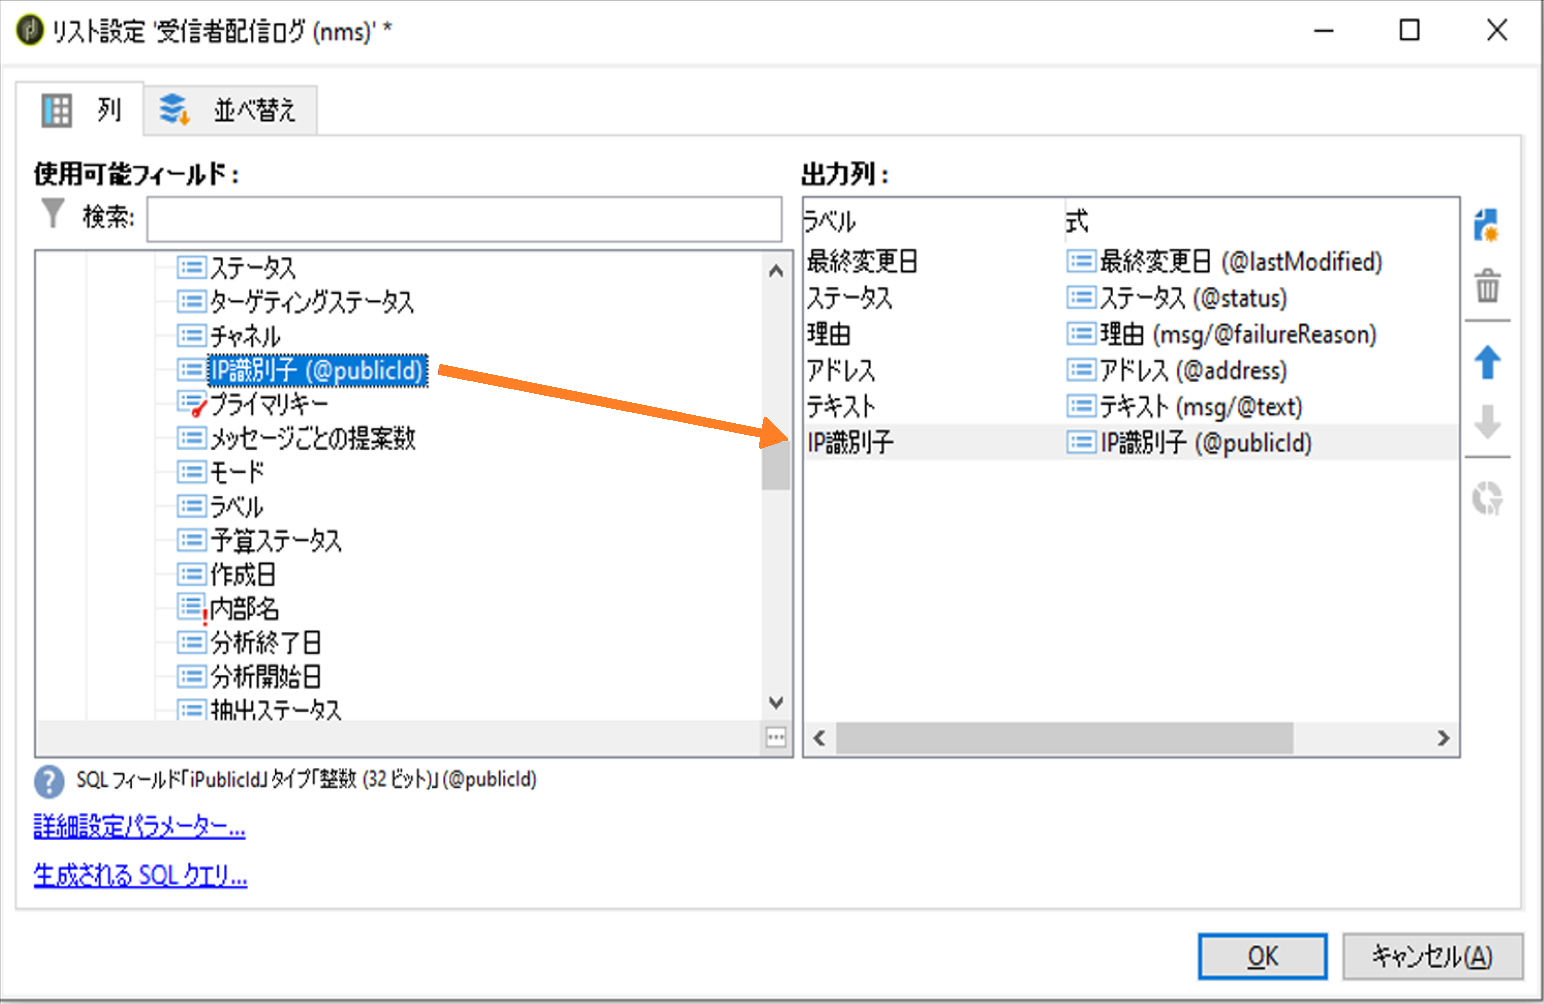 リスト設定 '受信者配信ログ (nms)' *
列
並べ替え
使用可能フィールド :
検索:
ステータス
ターゲティングステータス
チャネル
IP識別子 (@publicId)
プライマリキー
メッセージごとの提案数
モード
ラベル
予算ステータス
作成日
内部名
分析終了日
分析開始日
抽出ステータス
出力列 :
ラベル 式
最終変更日 最終変更日 (@lastModified)
ステータス ステータス (@status)
理由 理由 (msg/@failureReason)
アドレス アドレス (@address)
テキスト テキスト (msg/@text)
IP識別子 IP識別子 (@publicId)
SQL フィールド「iPublicId」 タイプ「整数 (32 ビット)」 (@publicId)
詳細設定パラメーター...
生成される SQL クエリ...
OK
キャンセル(A)